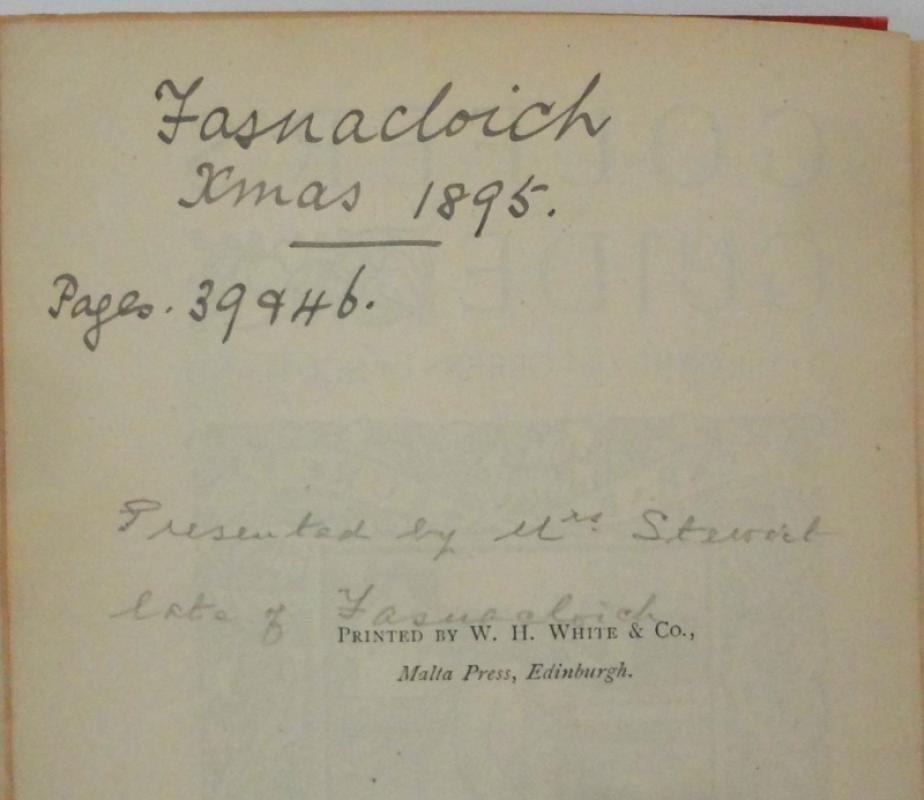 Fasnacloich
Xmas 1895.
Pages. 39 & 46.
Presented by Mrs Stewart
late of Fasnacloich
PRINTED BY W. H. WHITE & CO.,
Malta Press, Edinburgh.